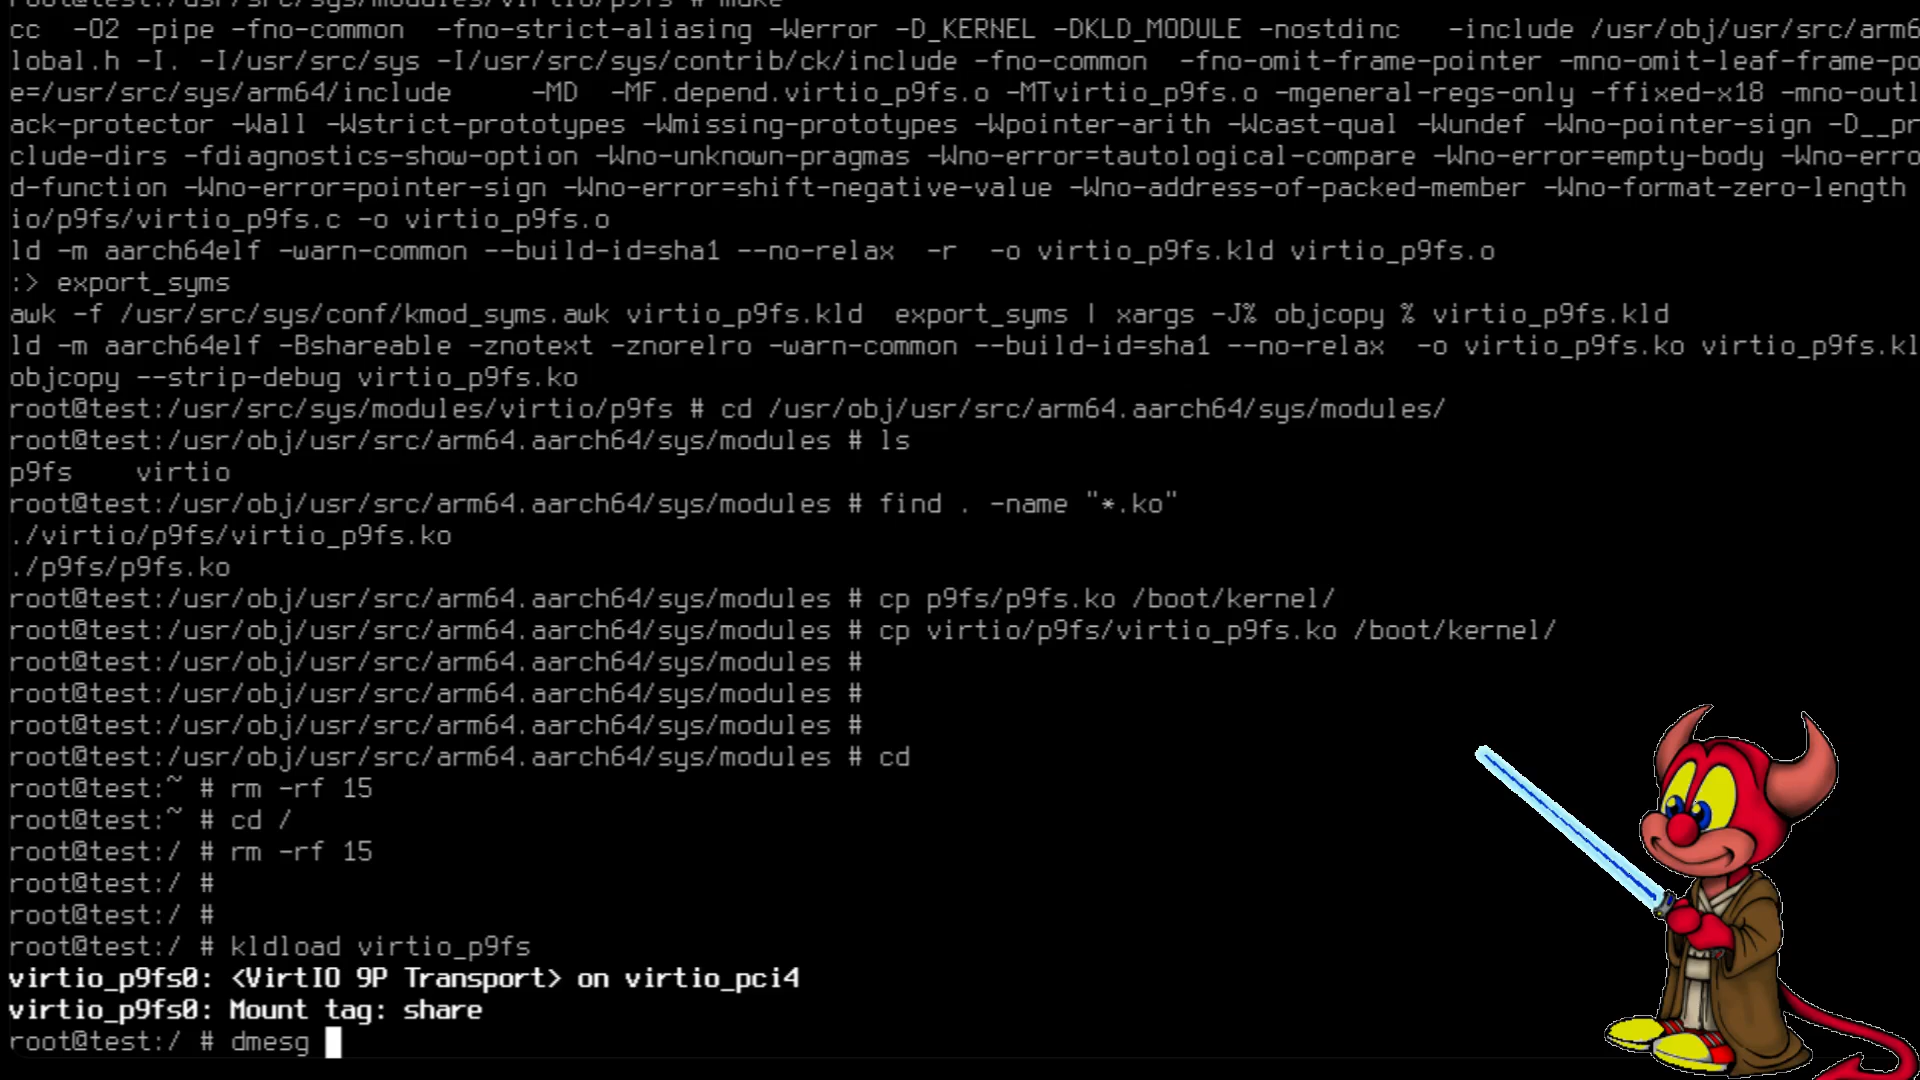 root@test:/usr/src/sys/modules/virtio/p9fs # make
cc  -O2 -pipe -fno-common  -fno-strict-aliasing -Werror -D_KERNEL -DKLD_MODULE -nostdinc   -include /usr/obj/usr/src/arm6
lobal.h -I. -I/usr/src/sys -I/usr/src/sys/contrib/ck/include -fno-common  -fno-omit-frame-pointer -mno-omit-leaf-frame-po
e=/usr/src/sys/arm64/include     -MD  -MF.depend.virtio_p9fs.o -MTvirtio_p9fs.o -mgeneral-regs-only -ffixed-x18 -mno-outl
ack-protector -Wall -Wstrict-prototypes -Wmissing-prototypes -Wpointer-arith -Wcast-qual -Wundef -Wno-pointer-sign -D__pr
clude-dirs -fdiagnostics-show-option -Wno-unknown-pragmas -Wno-error=tautological-compare -Wno-error=empty-body -Wno-erro
d-function -Wno-error=pointer-sign -Wno-error=shift-negative-value -Wno-address-of-packed-member -Wno-format-zero-length
io/p9fs/virtio_p9fs.c -o virtio_p9fs.o
ld -m aarch64elf -warn-common --build-id=sha1 --no-relax  -r  -o virtio_p9fs.kld virtio_p9fs.o
:> export_syms
awk -f /usr/src/sys/conf/kmod_syms.awk virtio_p9fs.kld  export_syms | xargs -J% objcopy % virtio_p9fs.kld
ld -m aarch64elf -Bshareable -znotext -znorelro -warn-common --build-id=sha1 --no-relax  -o virtio_p9fs.ko virtio_p9fs.kl
objcopy --strip-debug virtio_p9fs.ko
root@test:/usr/src/sys/modules/virtio/p9fs # cd /usr/obj/usr/src/arm64.aarch64/sys/modules/
root@test:/usr/obj/usr/src/arm64.aarch64/sys/modules # ls
p9fs    virtio
root@test:/usr/obj/usr/src/arm64.aarch64/sys/modules # find . -name "*.ko"
./virtio/p9fs/virtio_p9fs.ko
./p9fs/p9fs.ko
root@test:/usr/obj/usr/src/arm64.aarch64/sys/modules # cp p9fs/p9fs.ko /boot/kernel/
root@test:/usr/obj/usr/src/arm64.aarch64/sys/modules # cp virtio/p9fs/virtio_p9fs.ko /boot/kernel/
root@test:/usr/obj/usr/src/arm64.aarch64/sys/modules #
root@test:/usr/obj/usr/src/arm64.aarch64/sys/modules #
root@test:/usr/obj/usr/src/arm64.aarch64/sys/modules #
root@test:/usr/obj/usr/src/arm64.aarch64/sys/modules # cd
root@test:~ # rm -rf 15
root@test:~ # cd /
root@test:/ # rm -rf 15
root@test:/ #
root@test:/ #
root@test:/ # kldload virtio_p9fs
virtio_p9fs0: <VirtIO 9P Transport> on virtio_pci4
virtio_p9fs0: Mount tag: share
root@test:/ # dmesg